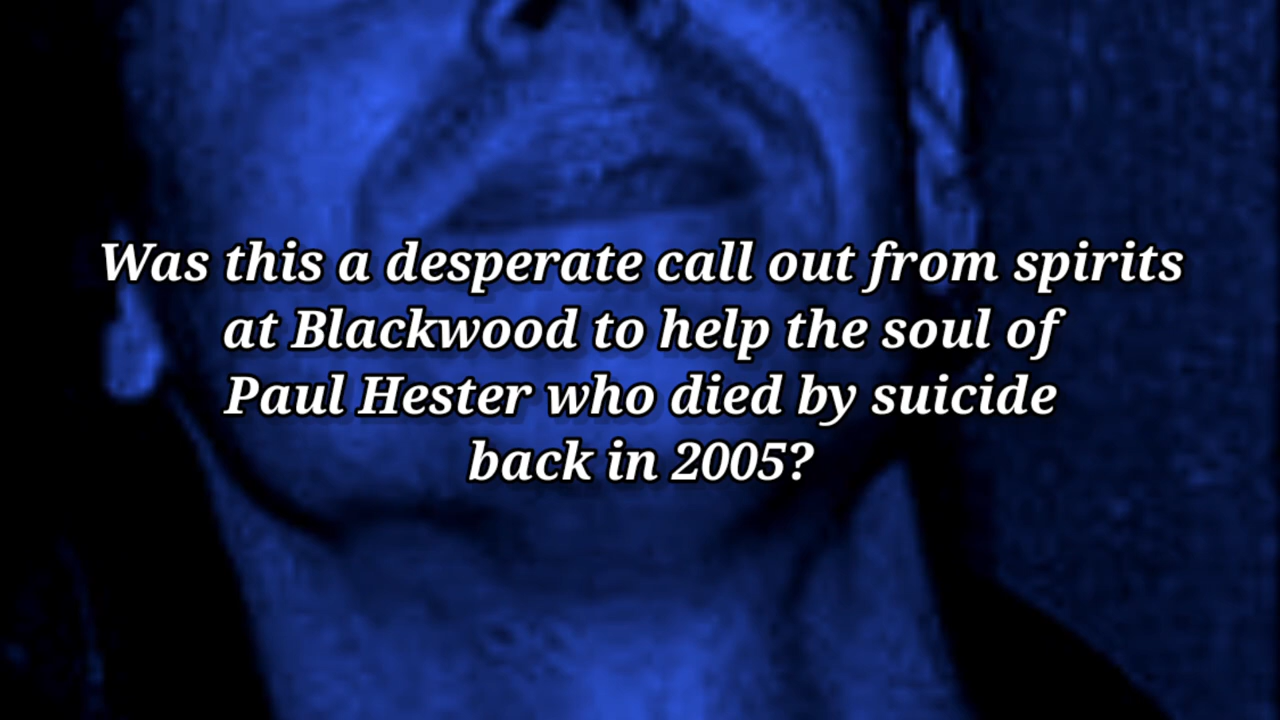 Was this a desperate call out from spirits
at Blackwood to help the soul of
Paul Hester who died by suicide
back in 2005?